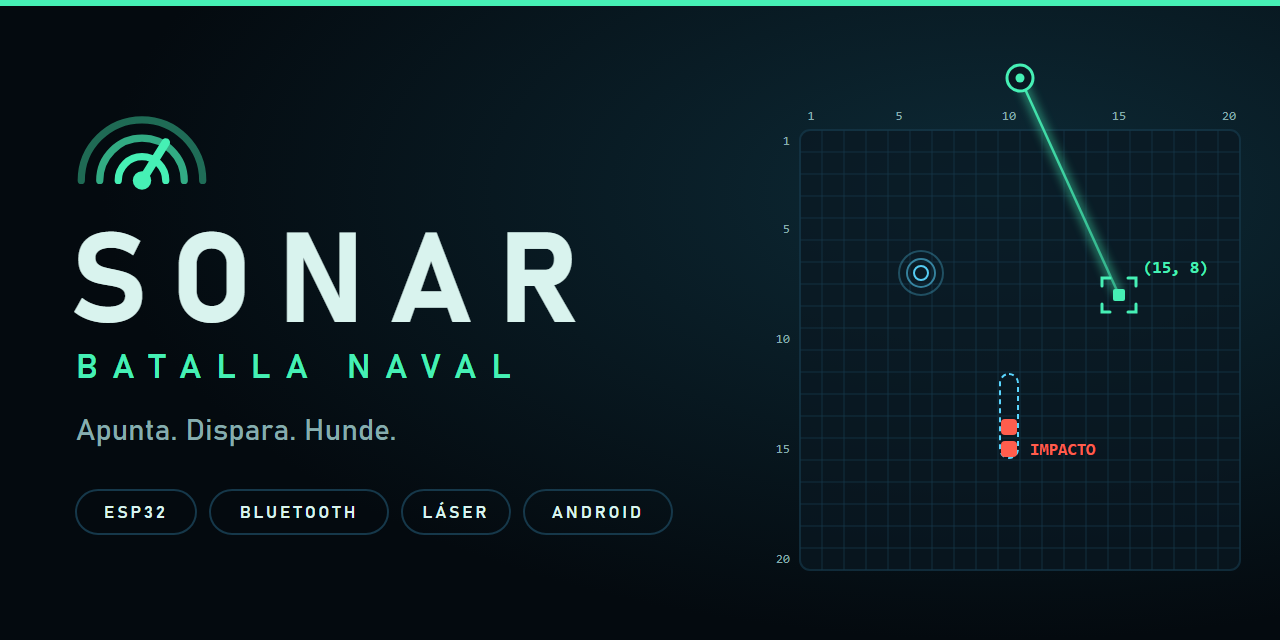 SONAR
BATALLA NAVAL
Apunta. Dispara. Hunde.
ESP32 BLUETOOTH LÁSER ANDROID
1 5 10 15 20
1
5
(15, 8)
10
15 IMPACTO
20